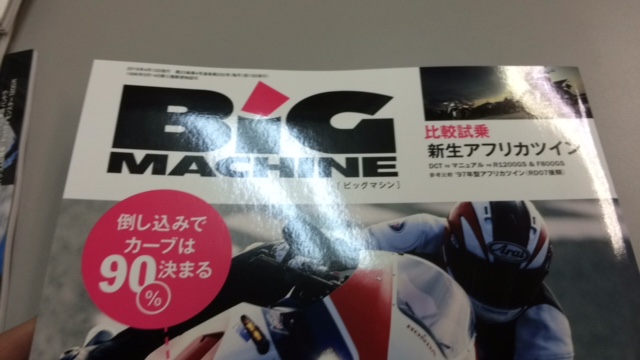 BiG
MACHINE
[ビッグマシン]
比較試乗
新生アフリカツイン
DCT vs マニュアル vs R1200GS & F800GS
参考比較 '97年型アフリカツイン(RD07後期)
倒し込みで
カーブは
90%決まる
Arai